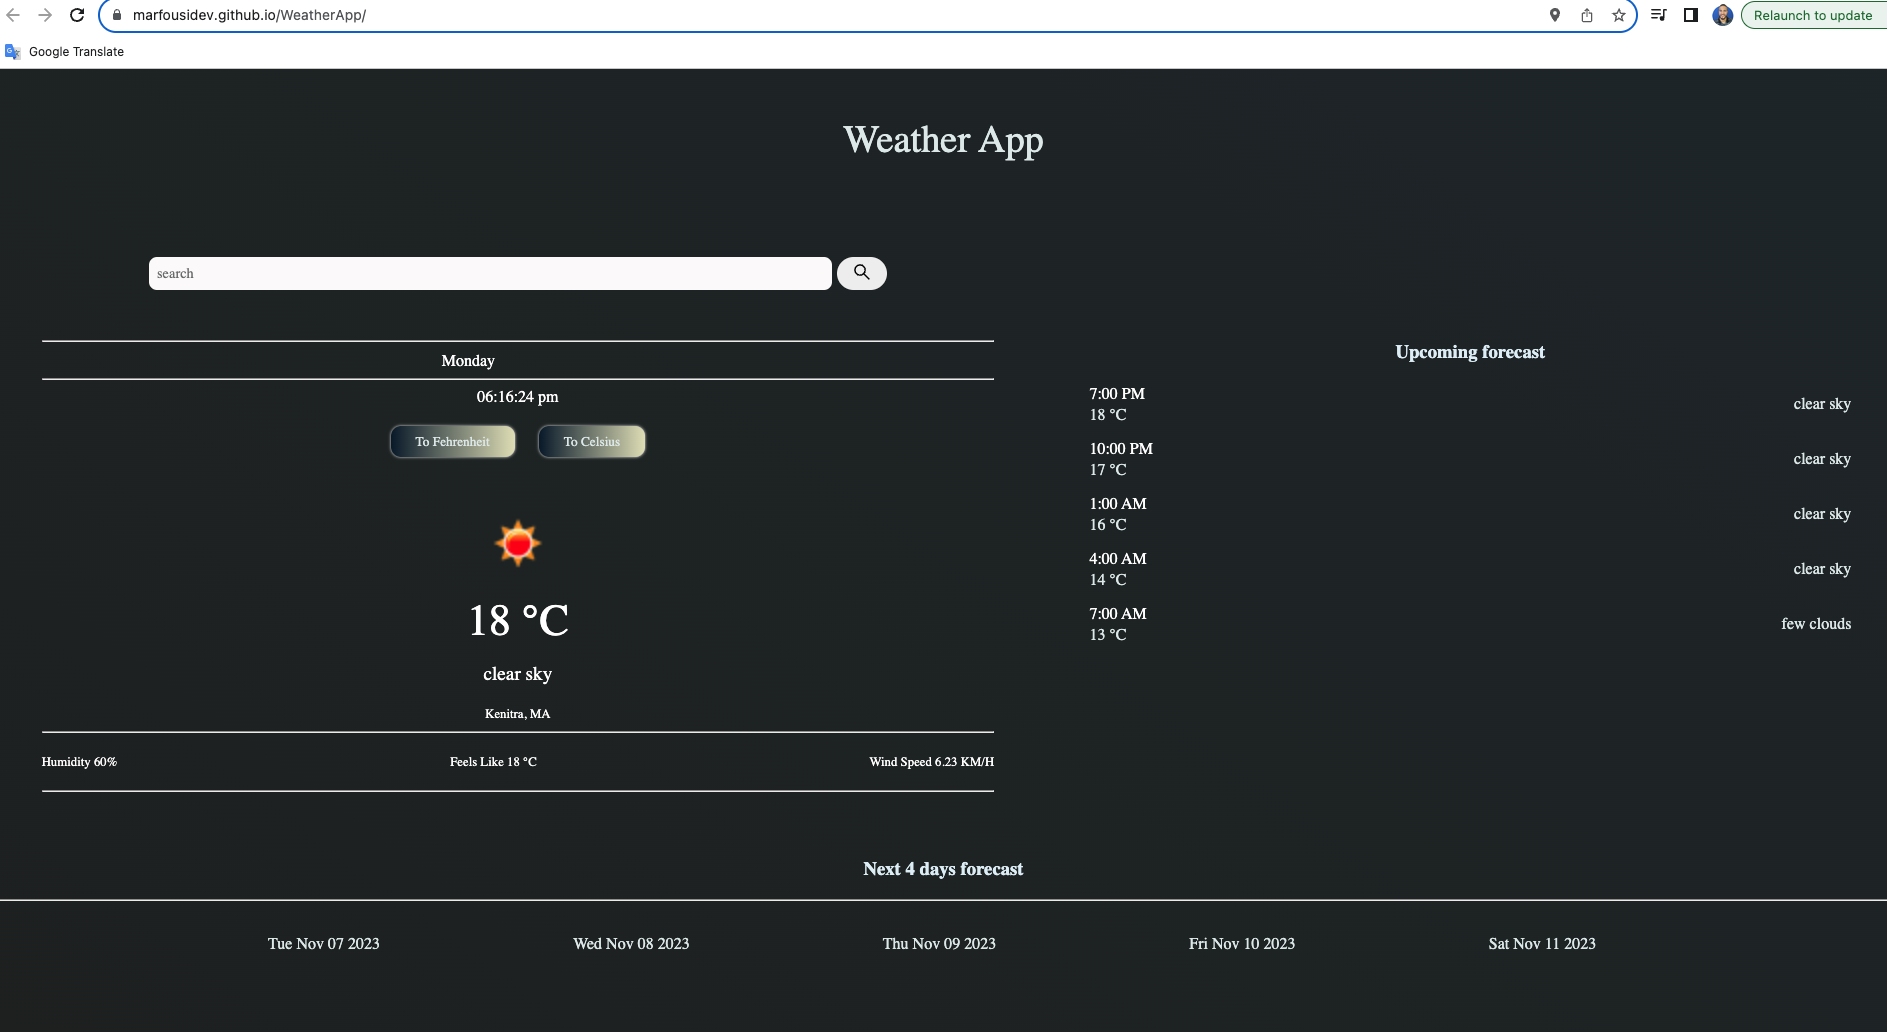 marfousidev.github.io/WeatherApp/
Relaunch to update
Google Translate
Weather App
search
Monday
06:16:24 pm
To Fehrenheit To Celsius
18 °C
clear sky
Kenitra, MA
Humidity 60% Feels Like 18 °C Wind Speed 6.23 KM/H
Upcoming forecast
7:00 PM
18 °C
clear sky
10:00 PM
17 °C
clear sky
1:00 AM
16 °C
clear sky
4:00 AM
14 °C
clear sky
7:00 AM
13 °C
few clouds
Next 4 days forecast
Tue Nov 07 2023 Wed Nov 08 2023 Thu Nov 09 2023 Fri Nov 10 2023 Sat Nov 11 2023